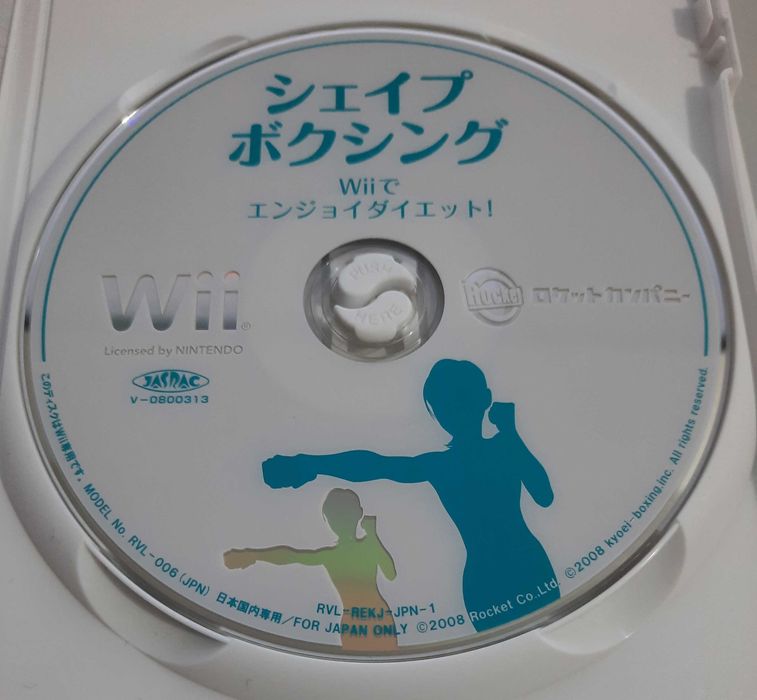 シェイプ
ボクシング
Wiiで
エンジョイダイエット!
PUSH
HERE
Wii®
Licensed by NINTENDO
Rocket ロケットカンパニー
JASRAC
V-0800313
このディスクはWii専用です。 MODEL No. RVL-006(JPN) 日本国内専用/FOR JAPAN ONLY ©2008 Rocket Co.,Ltd. ©2008 kyoei-boxing.inc. All rights reserved.
RVL-REKJ-JPN-1